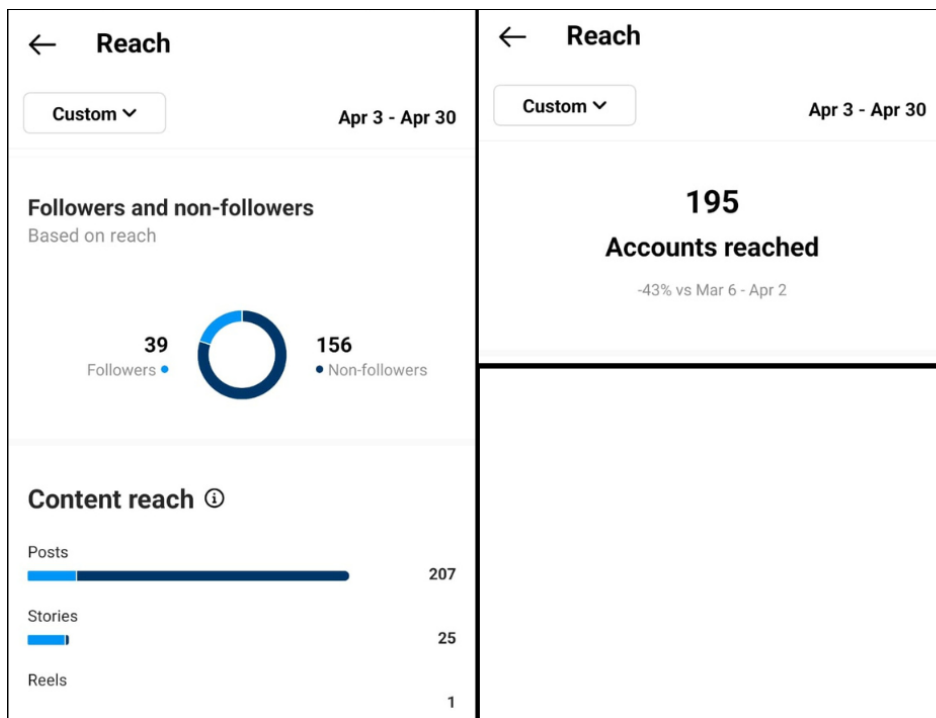 Reach
Custom
Apr 3 - Apr 30
Followers and non-followers
Based on reach
39
Followers
156
Non-followers
Content reach
Posts
207
Stories
25
Reels
1
Reach
Custom
Apr 3 - Apr 30
195
Accounts reached
-43% vs Mar 6 - Apr 2